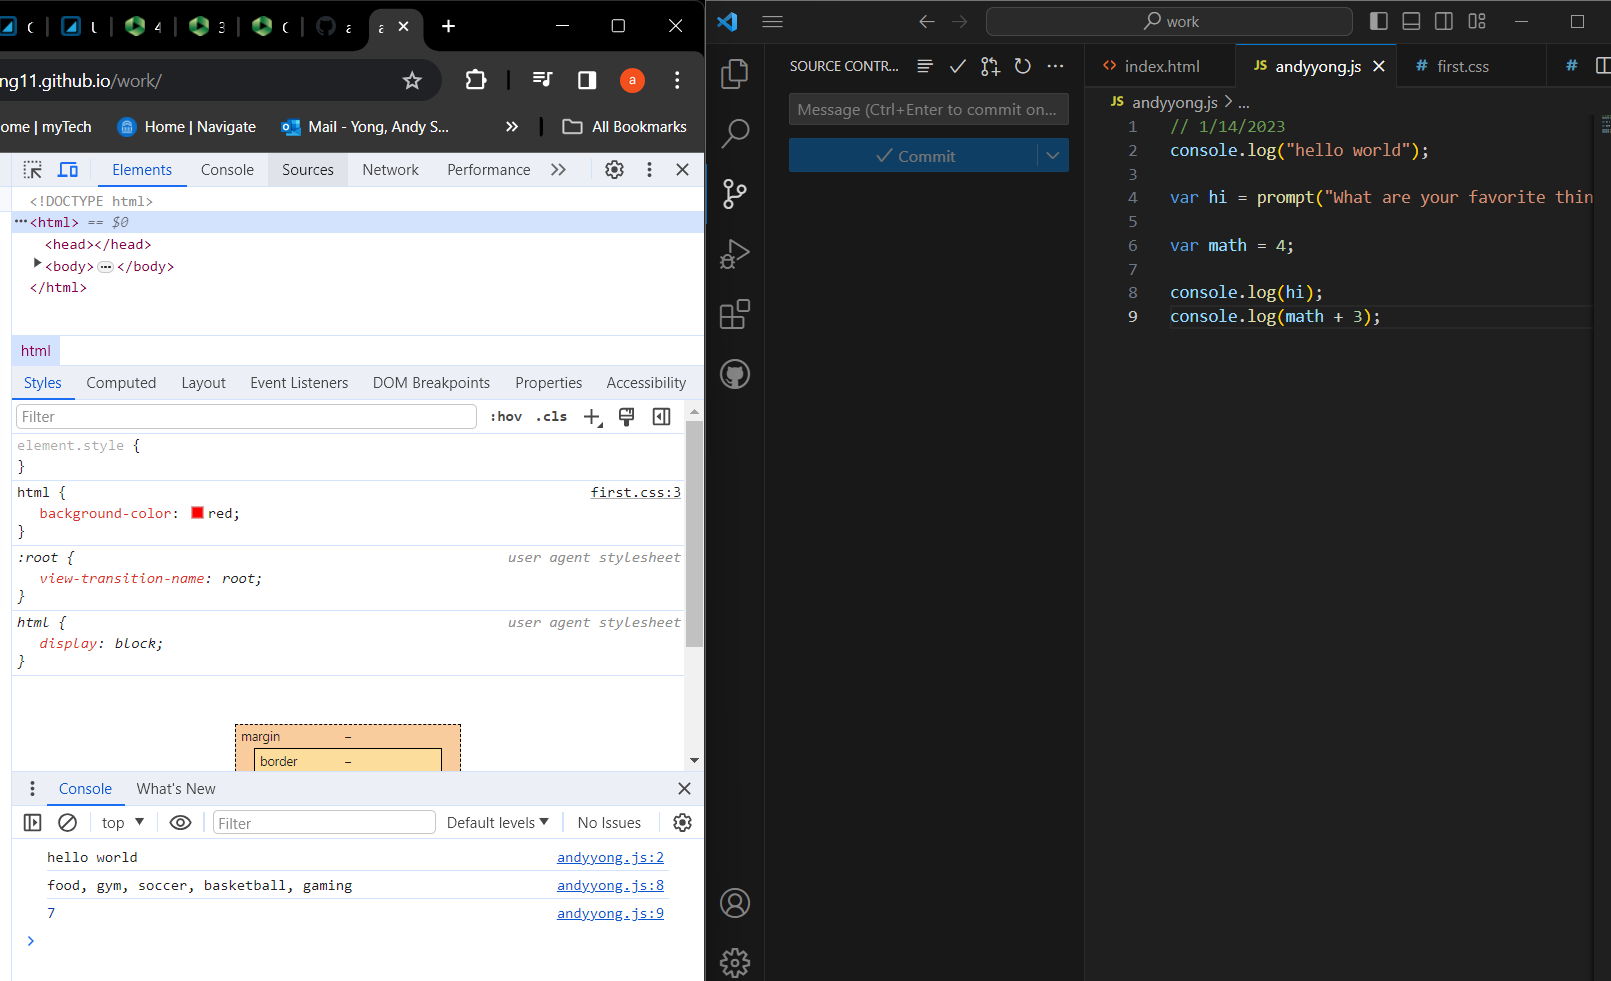 ng11.github.io/work/
ome | myTech
Home | Navigate
Mail - Yong, Andy S...
All Bookmarks
Elements
Console
Sources
Network
Performance
<!DOCTYPE html>
<html> == $0
<head></head>
<body> ... </body>
</html>
html
Styles
Computed
Layout
Event Listeners
DOM Breakpoints
Properties
Accessibility
Filter
:hov
.cls
element.style {
}
html {
first.css:3
background-color: red;
}
:root {
user agent stylesheet
view-transition-name: root;
}
html {
user agent stylesheet
display: block;
}
margin
–
border
–
Console
What's New
top
Filter
Default levels
No Issues
hello world
andyyong.js:2
food, gym, soccer, basketball, gaming
andyyong.js:8
7
andyyong.js:9
work
SOURCE CONTR...
Message (Ctrl+Enter to commit on...
Commit
index.html
JS andyyong.js
# first.css
#
JS andyyong.js > ...
1 // 1/14/2023
2 console.log("hello world");
3
4 var hi = prompt("What are your favorite thin
5
6 var math = 4;
7
8 console.log(hi);
9 console.log(math + 3);